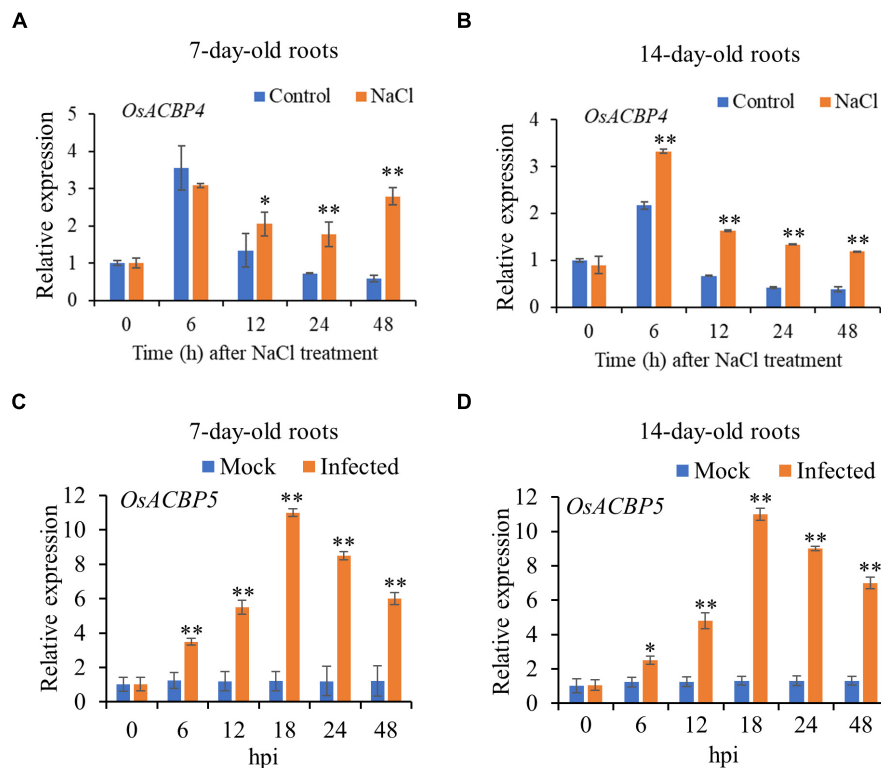 A
7-day-old roots
OsACBP4
Control
NaCl
Relative expression
5
4
3
2
1
0
*
**
**
0 6 12 24 48
Time (h) after NaCl treatment
B
14-day-old roots
Control
NaCl
OsACBP4
Relative expression
4
3
2
1
0
**
**
**
**
0 6 12 24 48
Time (h) after NaCl treatment
C
7-day-old roots
Mock
Infected
OsACBP5
Relative expression
12
10
8
6
4
2
0
**
**
**
**
**
0 6 12 18 24 48
hpi
D
14-day-old roots
Mock
Infected
OsACBP5
Relative expression
12
10
8
6
4
2
0
*
**
**
**
**
0 6 12 18 24 48
hpi